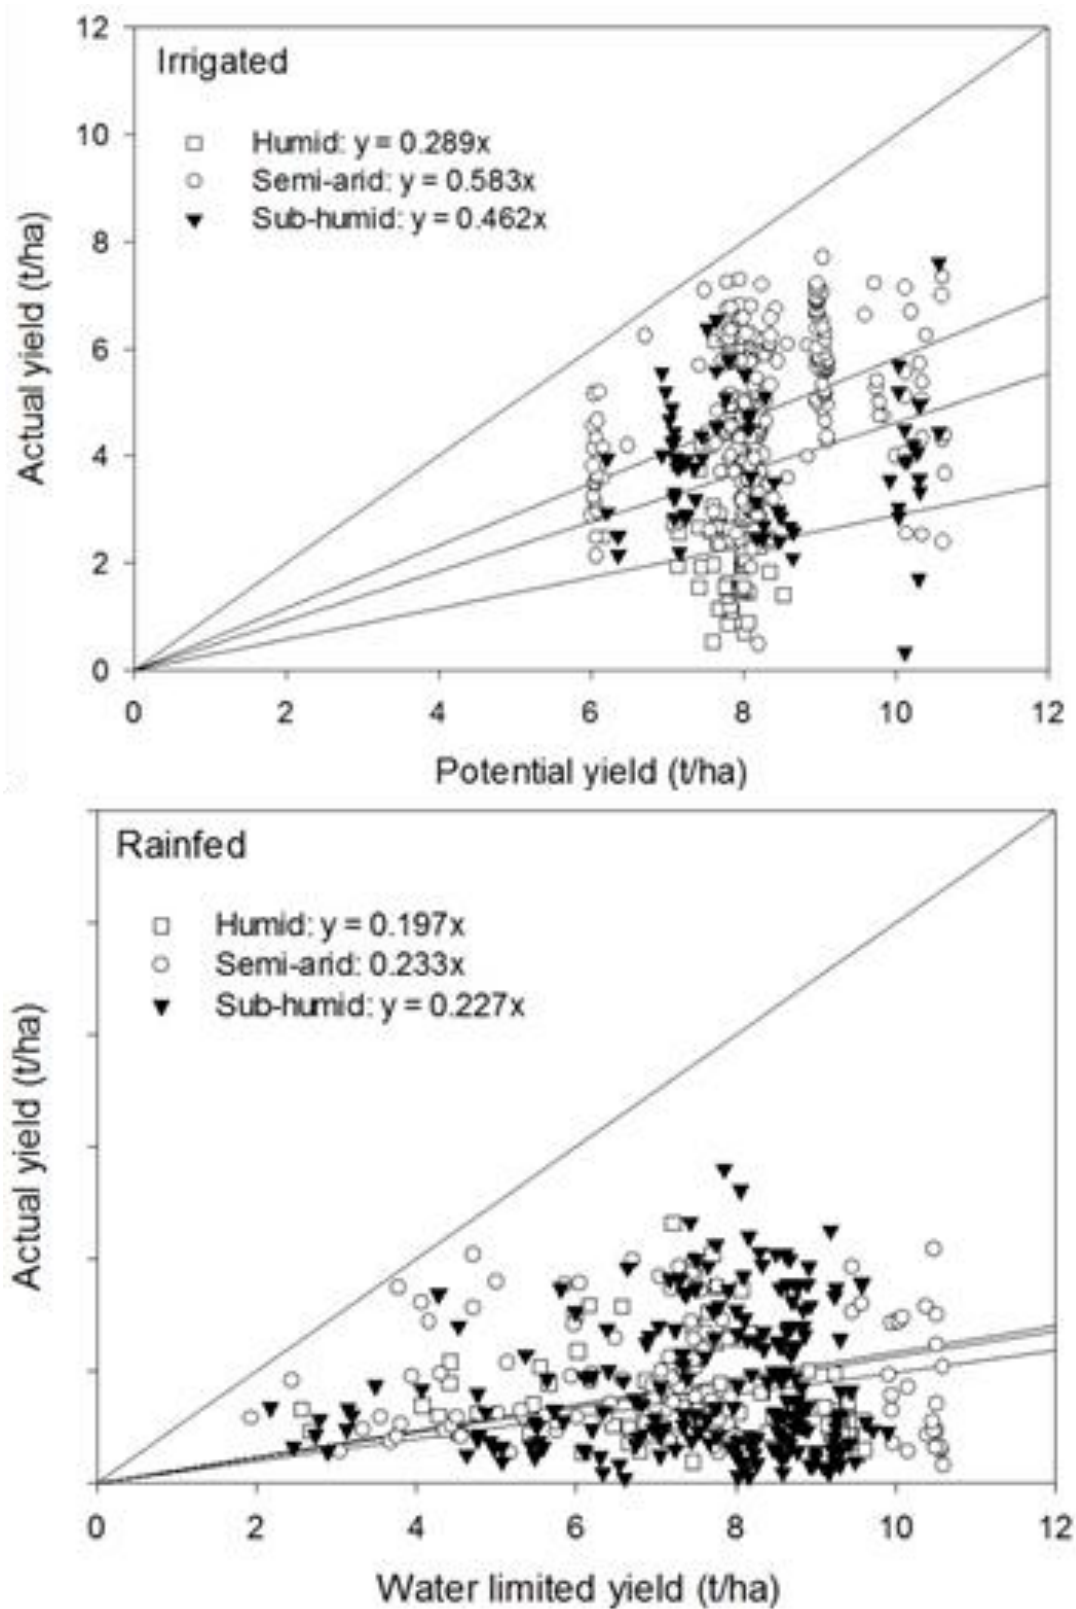 12
Irrigated
10
Humid: y = 0.289x
Semi-arid: y = 0.583x
Sub-humid: y = 0.462x
8
6
4
2
0
Actual yield (t/ha)
0 2 4 6 8 10 12
Potential yield (t/ha)
Rainfed
Humid: y = 0.197x
Semi-arid: 0.233x
Sub-humid: y = 0.227x
Actual yield (t/ha)
0 2 4 6 8 10 12
Water limited yield (t/ha)